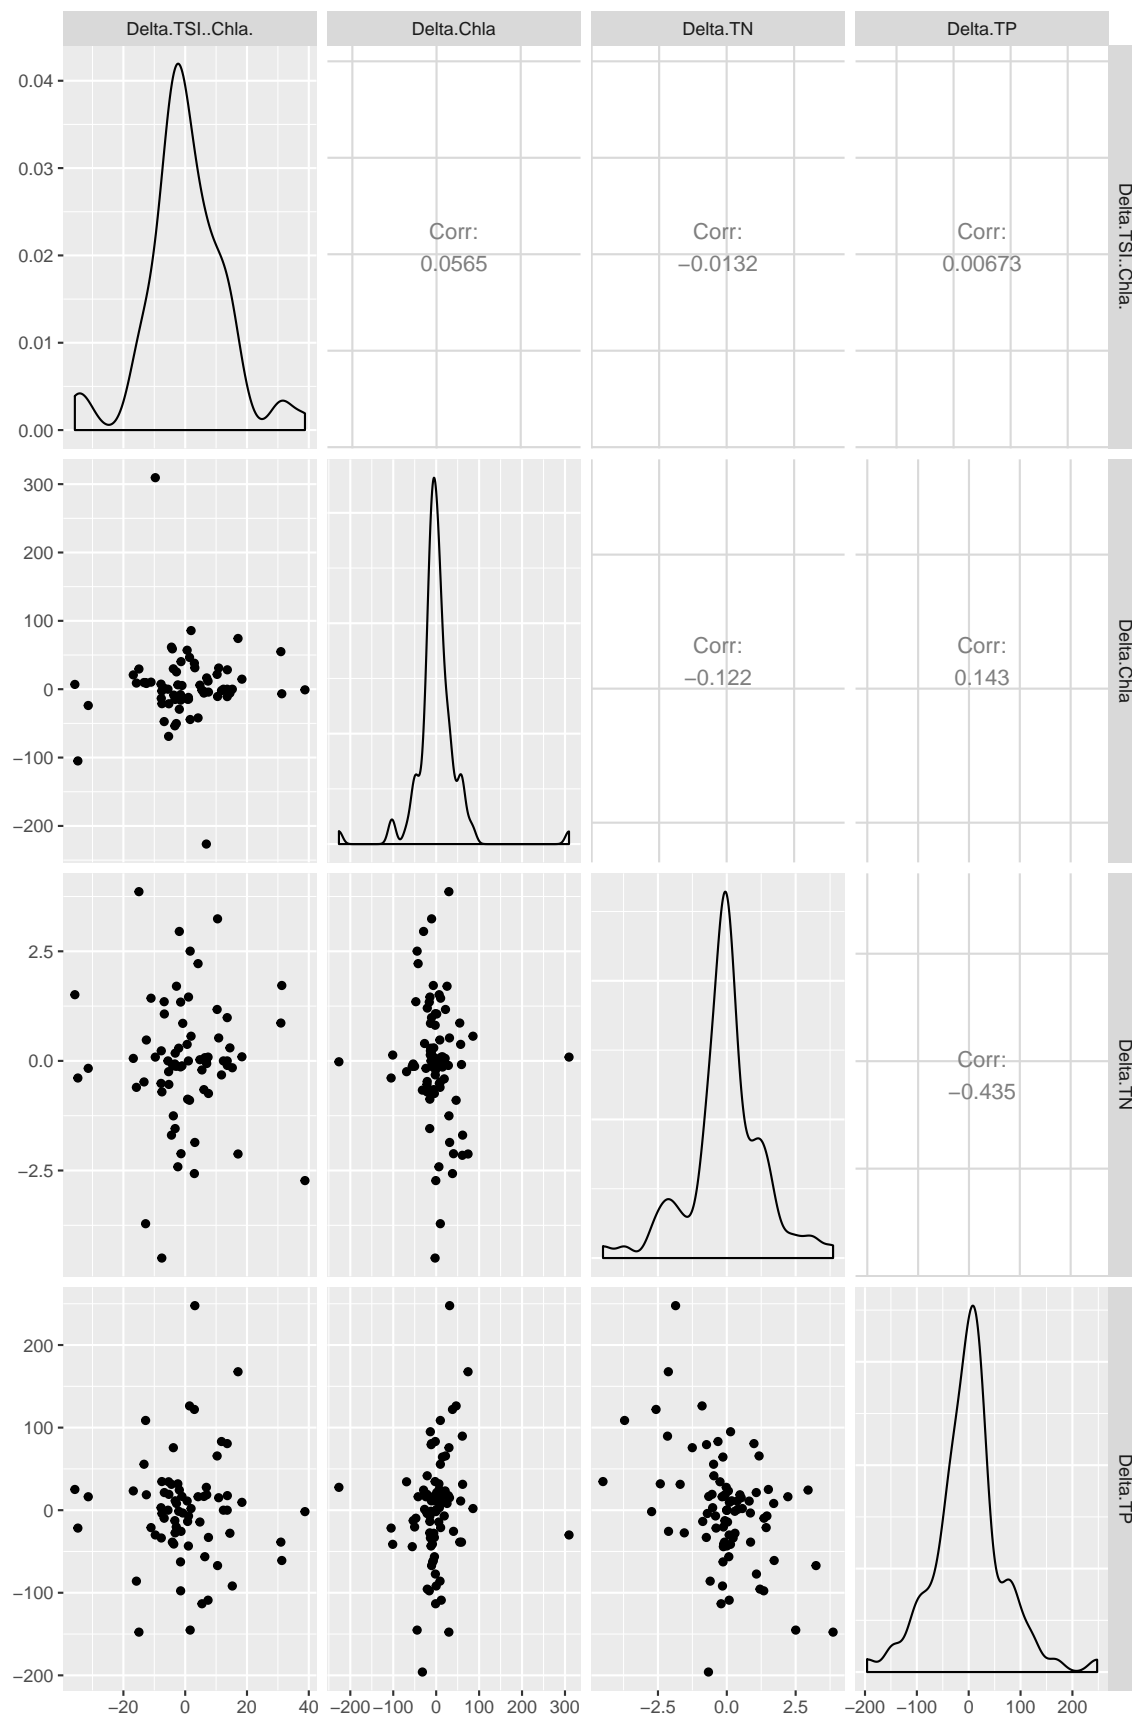 Delta.TSI..Chla. Delta.Chla Delta.TN Delta.TP
0.04
0.03
0.02
0.01
0.00
Corr:
0.0565
Corr:
−0.0132
Corr:
0.00673
Delta.TSI..Chla.
300
200
100
0
−100
−200
Corr:
−0.122
Corr:
0.143
Delta.Chla
2.5
0.0
−2.5
Corr:
−0.435
Delta.TN
200
100
0
−100
−200
Delta.TP
−20 0 20 40 −200 −100 0 100 200 300 −2.5 0.0 2.5 −200 −100 0 100 200